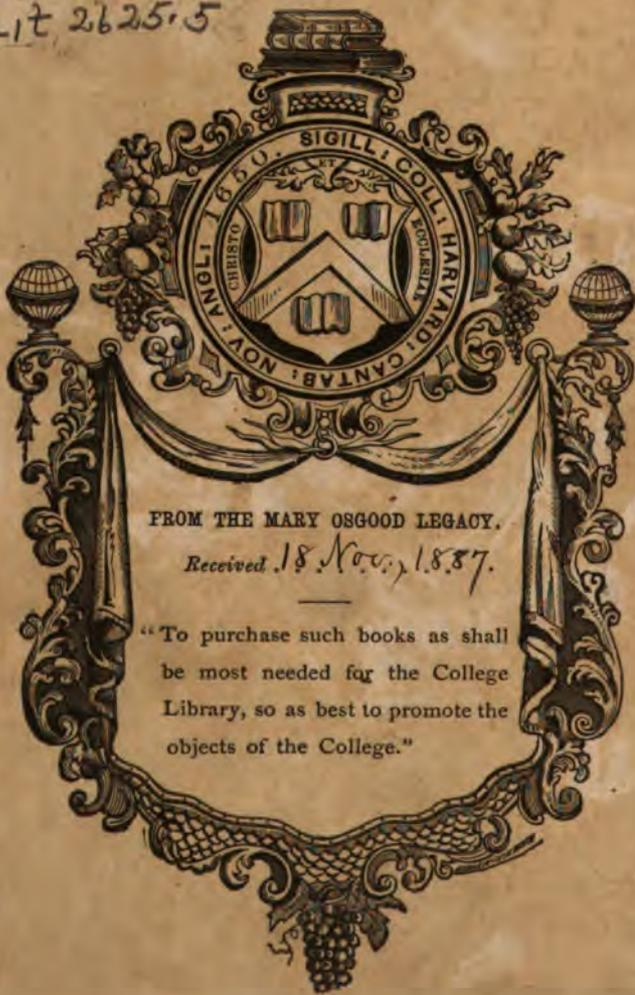 Lit 2625.5
SIGILL: COLL: HARVARD: CANTAB: NOV: ANGL: 1650.
CHRISTO ET ECCLESIAE
FROM THE MARY OSGOOD LEGACY.
Received 18 Nov., 1887.
"To purchase such books as shall
be most needed for the College
Library, so as best to promote the
objects of the College."